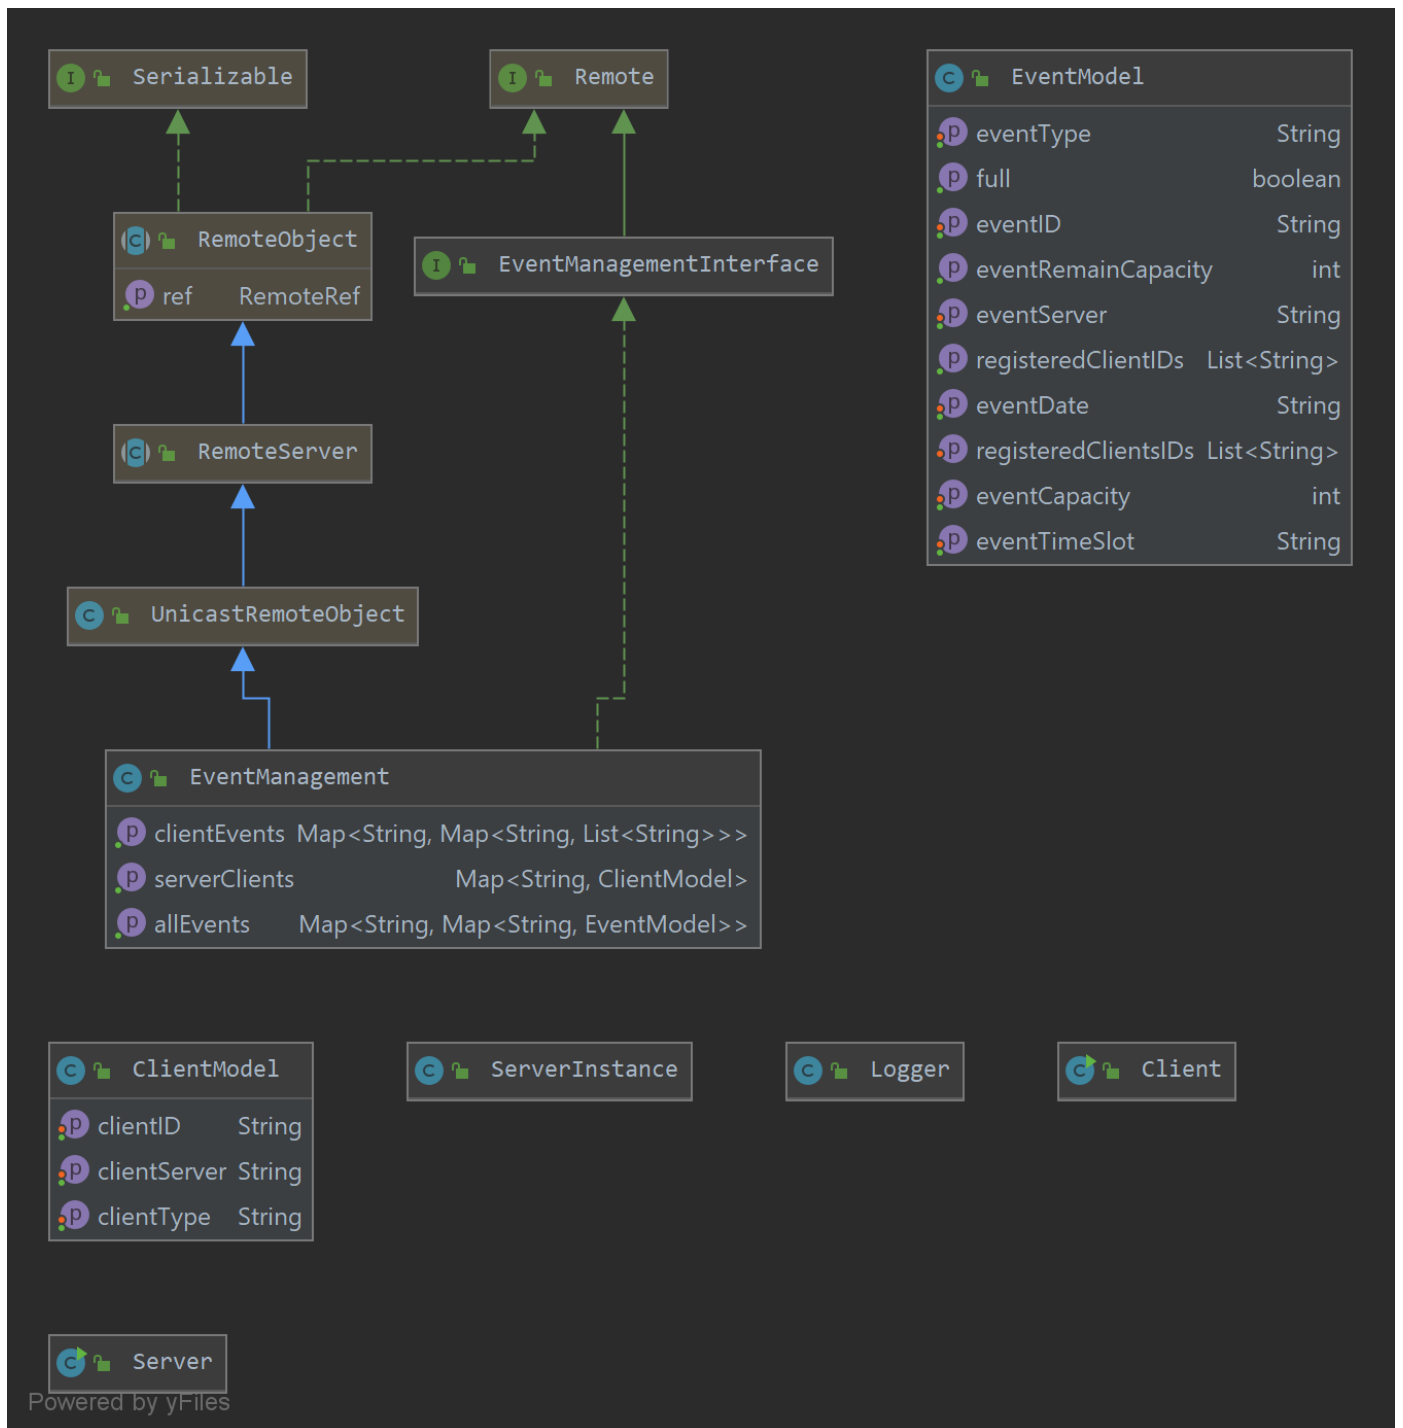 Serializable
Remote
EventModel
eventType String
full boolean
eventID String
eventRemainCapacity int
eventServer String
registeredClientIDs List<String>
eventDate String
registeredClientsIDs List<String>
eventCapacity int
eventTimeSlot String
RemoteObject
ref RemoteRef
EventManagementInterface
RemoteServer
UnicastRemoteObject
EventManagement
clientEvents Map<String, Map<String, List<String>>>
serverClients Map<String, ClientModel>
allEvents Map<String, Map<String, EventModel>>
ClientModel
clientID String
clientServer String
clientType String
ServerInstance
Logger
Client
Server
Powered by yFiles